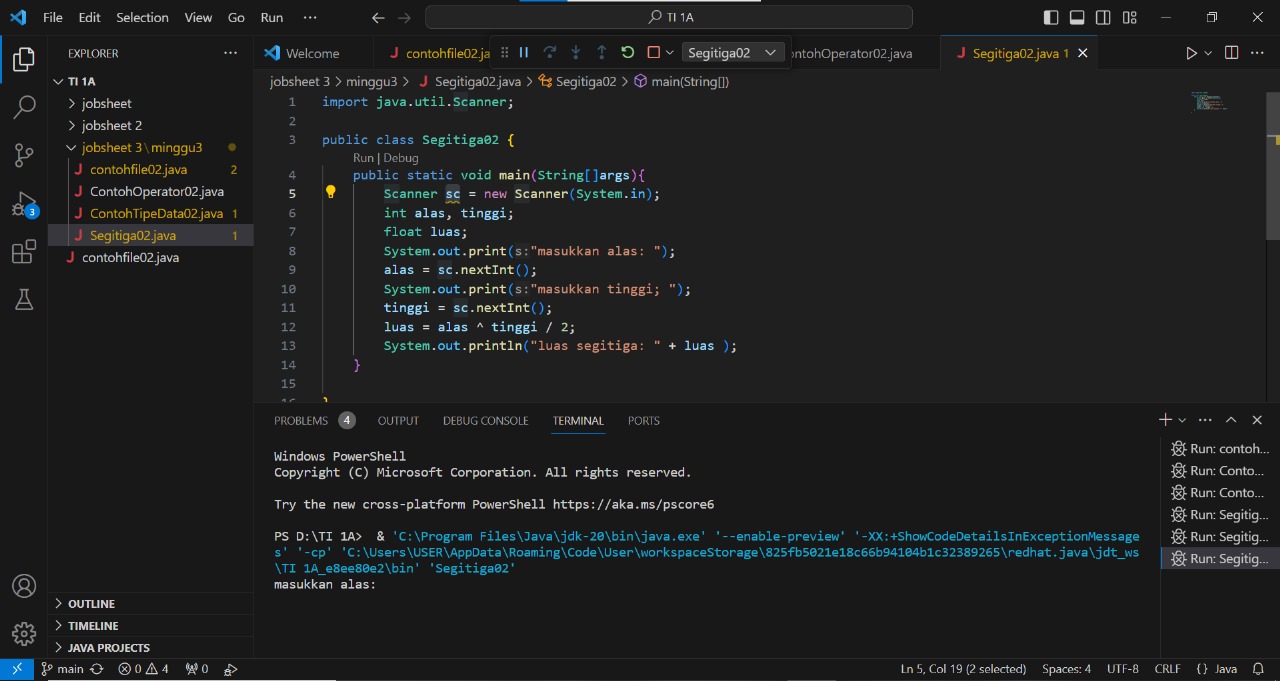 File Edit Selection View Go Run ··· TI 1A
EXPLORER ···
TI 1A
jobsheet
jobsheet 2
jobsheet 3 \ minggu3
contohfile02.java 2
ContohOperator02.java
ContohTipeData02.java 1
Segitiga02.java 1
contohfile02.java
OUTLINE
TIMELINE
JAVA PROJECTS
3
Welcome contohfile02.ja Segitiga02 ontohOperator02.java Segitiga02.java 1
jobsheet 3 > minggu3 > Segitiga02.java > Segitiga02 > main(String[])
1 import java.util.Scanner;
2
3 public class Segitiga02 {
Run | Debug
4 public static void main(String[]args){
5 Scanner sc = new Scanner(System.in);
6 int alas, tinggi;
7 float luas;
8 System.out.print(s:"masukkan alas: ");
9 alas = sc.nextInt();
10 System.out.print(s:"masukkan tinggi; ");
11 tinggi = sc.nextInt();
12 luas = alas ^ tinggi / 2;
13 System.out.println("luas segitiga: " + luas );
14 }
15
PROBLEMS 4 OUTPUT DEBUG CONSOLE TERMINAL PORTS
Windows PowerShell
Copyright (C) Microsoft Corporation. All rights reserved.
Try the new cross-platform PowerShell https://aka.ms/pscore6
PS D:\TI 1A> & 'C:\Program Files\Java\jdk-20\bin\java.exe' '--enable-preview' '-XX:+ShowCodeDetailsInExceptionMessage
s' '-cp' 'C:\Users\USER\AppData\Roaming\Code\User\workspaceStorage\825fb5021e18c66b94104b1c32389265\redhat.java\jdt_ws
\TI 1A_e8ee80e2\bin' 'Segitiga02'
masukkan alas:
Run: contoh...
Run: Conto...
Run: Conto...
Run: Segitig...
Run: Segitig...
Run: Segitig...
main 0 4 0 Ln 5, Col 19 (2 selected) Spaces: 4 UTF-8 CRLF {} Java